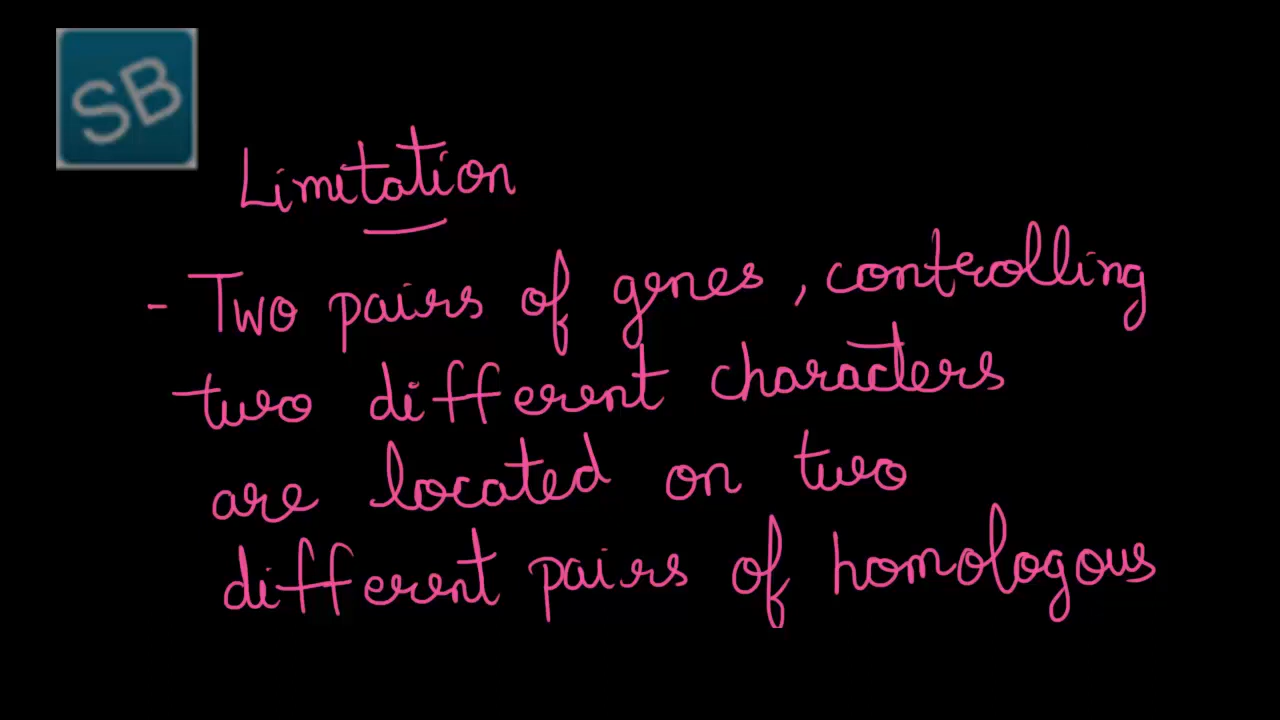 SB
Limitation
- Two pairs of genes, controlling
two different characters
are located on two
different pairs of homologous